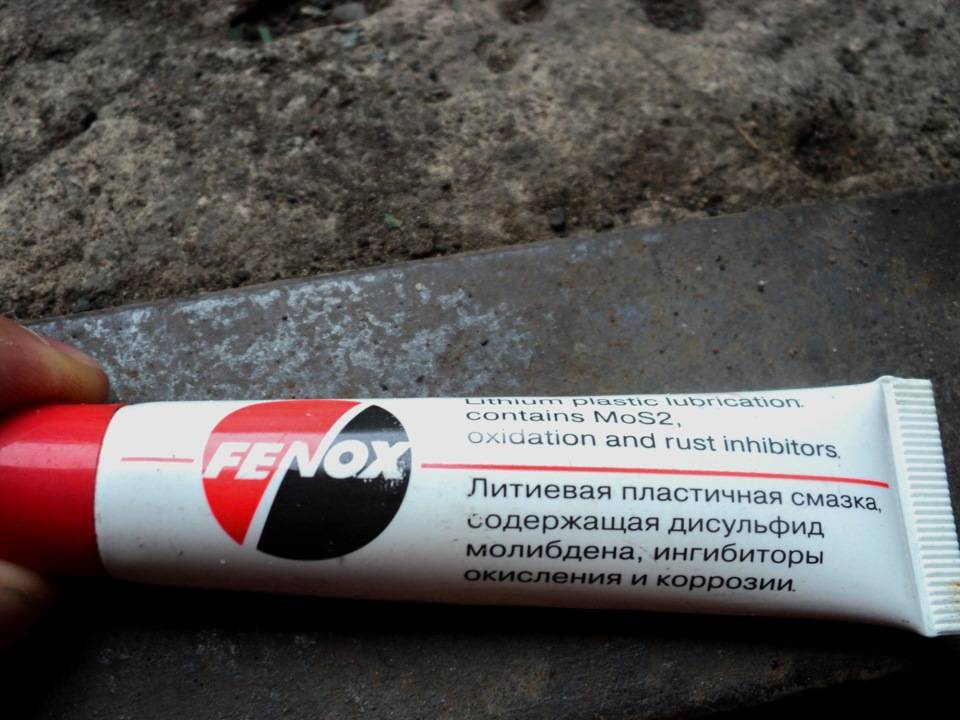 FENOX
Lithium plastic lubrication.
contains MoS2,
oxidation and rust inhibitors.
Литиевая пластичная смазка,
содержащая дисульфид
молибдена, ингибиторы
окисления и коррозии.